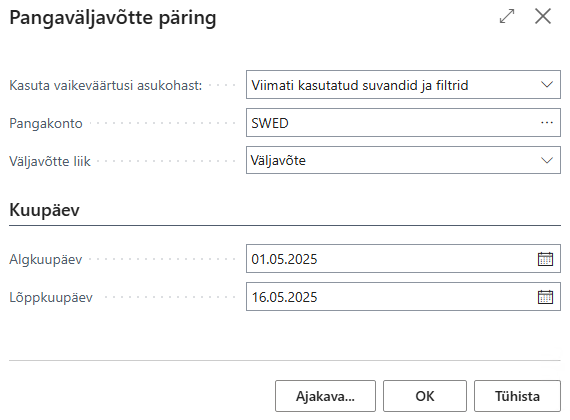 Pangaväljavõtte päring
Kasuta vaikeväärtusi asukohast: Viimati kasutatud suvandid ja filtrid
Pangakonto SWED
Väljavõtte liik Väljavõte
Kuupäev
Algkuupäev 01.05.2025
Lõppkuupäev 16.05.2025
Ajakava... OK Tühista